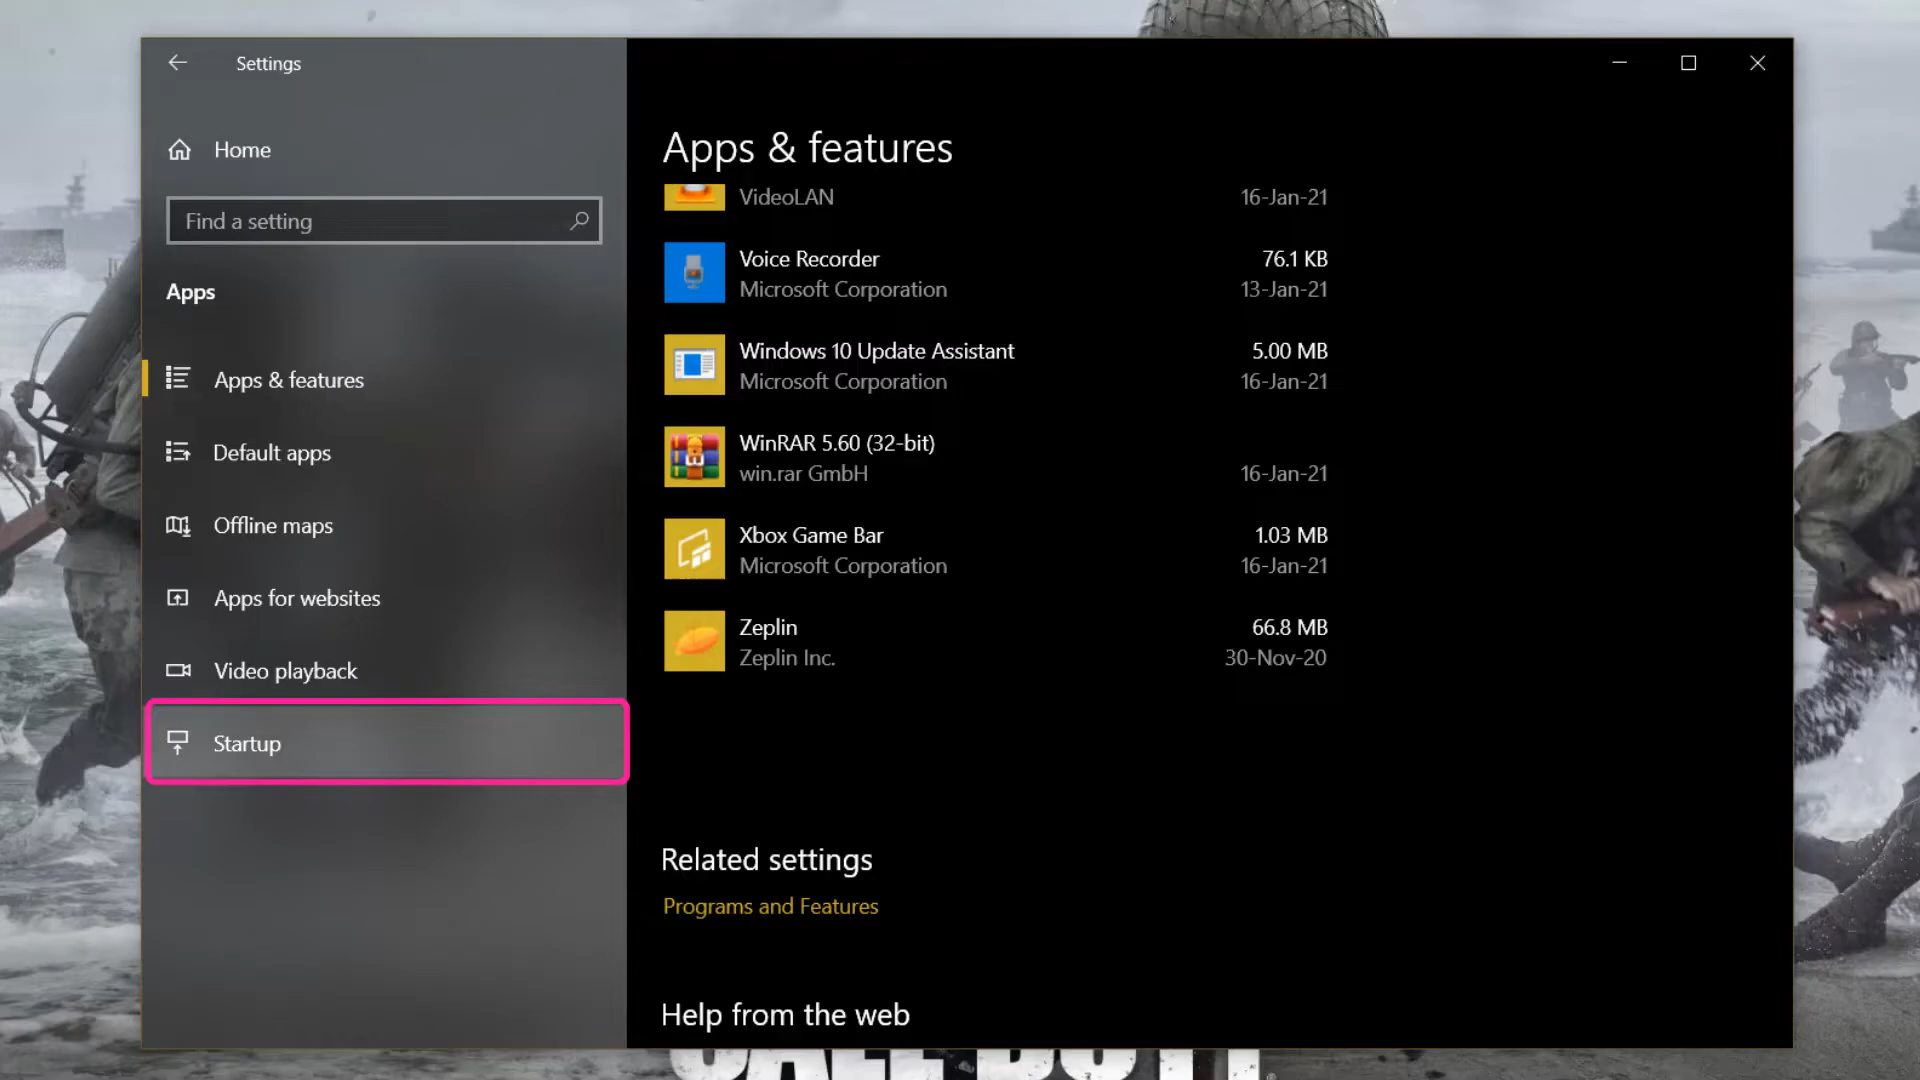 Settings
Home
Find a setting
Apps
Apps & features
Default apps
Offline maps
Apps for websites
Video playback
Startup
Apps & features
VideoLAN 16-Jan-21
Voice Recorder 76.1 KB
Microsoft Corporation 13-Jan-21
Windows 10 Update Assistant 5.00 MB
Microsoft Corporation 16-Jan-21
WinRAR 5.60 (32-bit)
win.rar GmbH 16-Jan-21
Xbox Game Bar 1.03 MB
Microsoft Corporation 16-Jan-21
Zeplin 66.8 MB
Zeplin Inc. 30-Nov-20
Related settings
Programs and Features
Help from the web